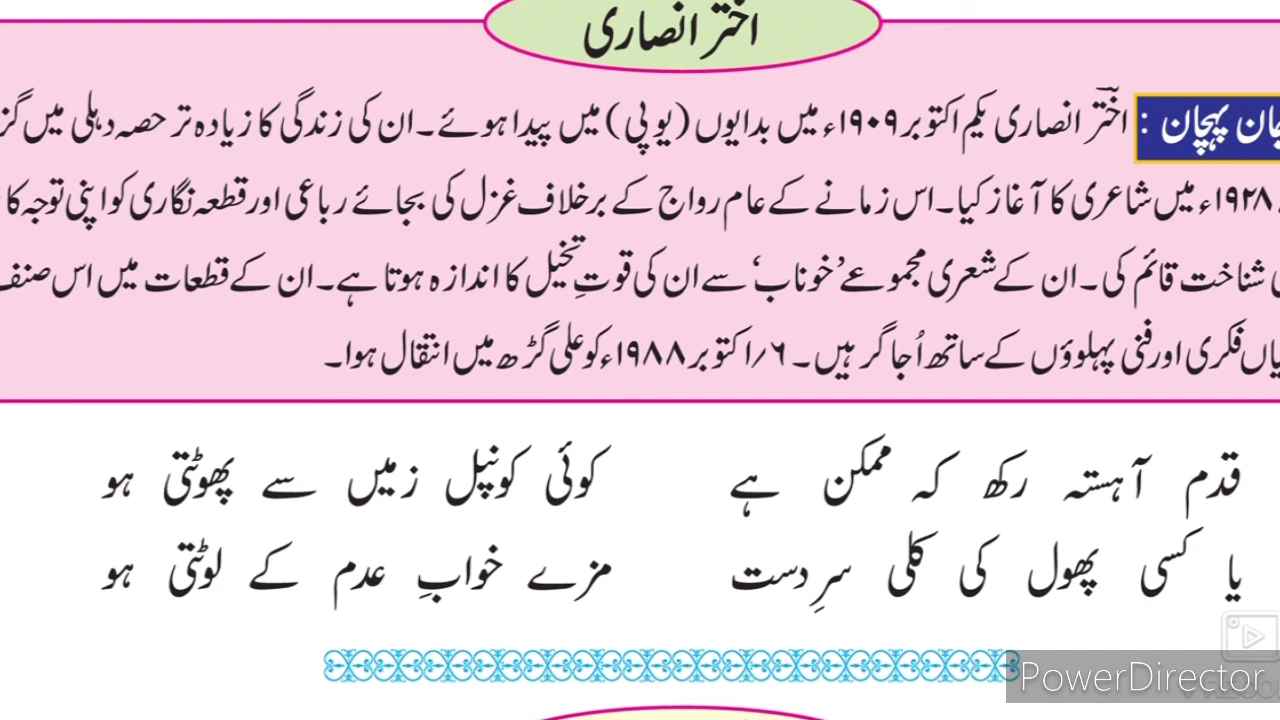 اختر انصاری
جان پہچان : اختؔر انصاری یکم اکتوبر ۱۹۰۹ء میں بدایوں (یو پی) میں پیدا ہوئے۔ ان کی زندگی کا زیادہ تر حصہ دہلی میں
۱۹۲۸ء میں شاعری کا آغاز کیا۔ اس زمانے کے عام رواج کے برخلاف غزل کی بجائے رباعی اور قطعہ نگاری کو اپنی توجہ کا
شناخت قائم کی۔ ان کے شعری مجموعے ’خوناب‘ سے ان کی قوتِ تخیل کا اندازہ ہوتا ہے۔ ان کے قطعات میں اس صنف
فکری اور فنی پہلوؤں کے ساتھ اُجاگر ہیں۔ ۶؍اکتوبر ۱۹۸۸ء کو علی گڑھ میں انتقال ہوا۔
قدم آہستہ رکھ کہ ممکن ہے کوئی کونپل زمیں سے پھوٹتی ہو
یا کسی پھول کی کلی سرِدست مزے خوابِ عدم کے لوٹتی ہو
PowerDirector